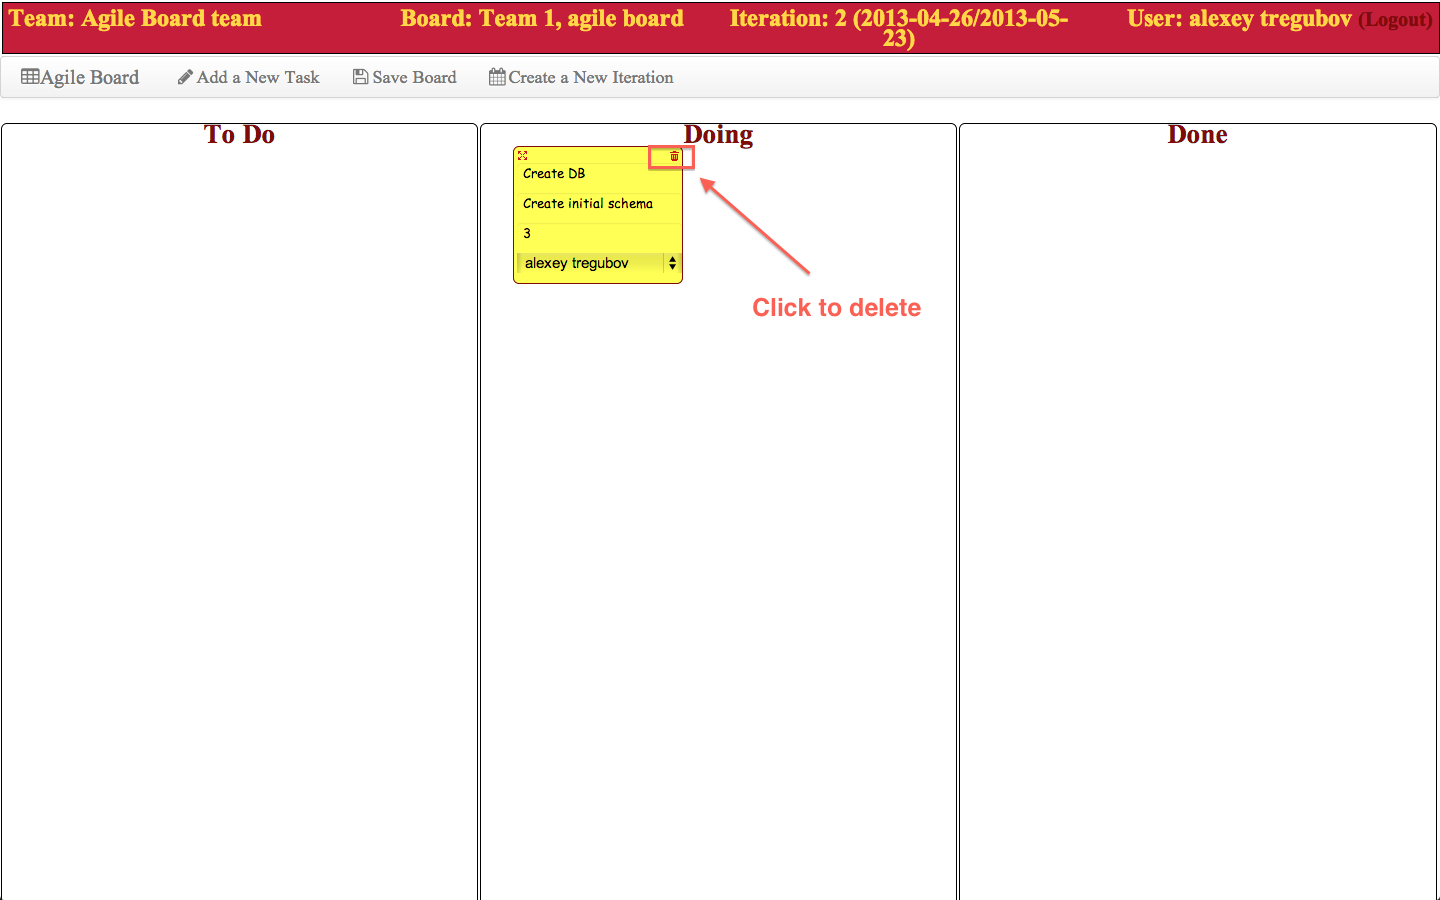 Team: Agile Board team
Board: Team 1, agile board
Iteration: 2 (2013-04-26/2013-05-
23)
User: alexey tregubov (Logout)
Agile Board
Add a New Task
Save Board
Create a New Iteration
To Do
Doing
Done
Create DB
Create initial schema
3
alexey tregubov
Click to delete